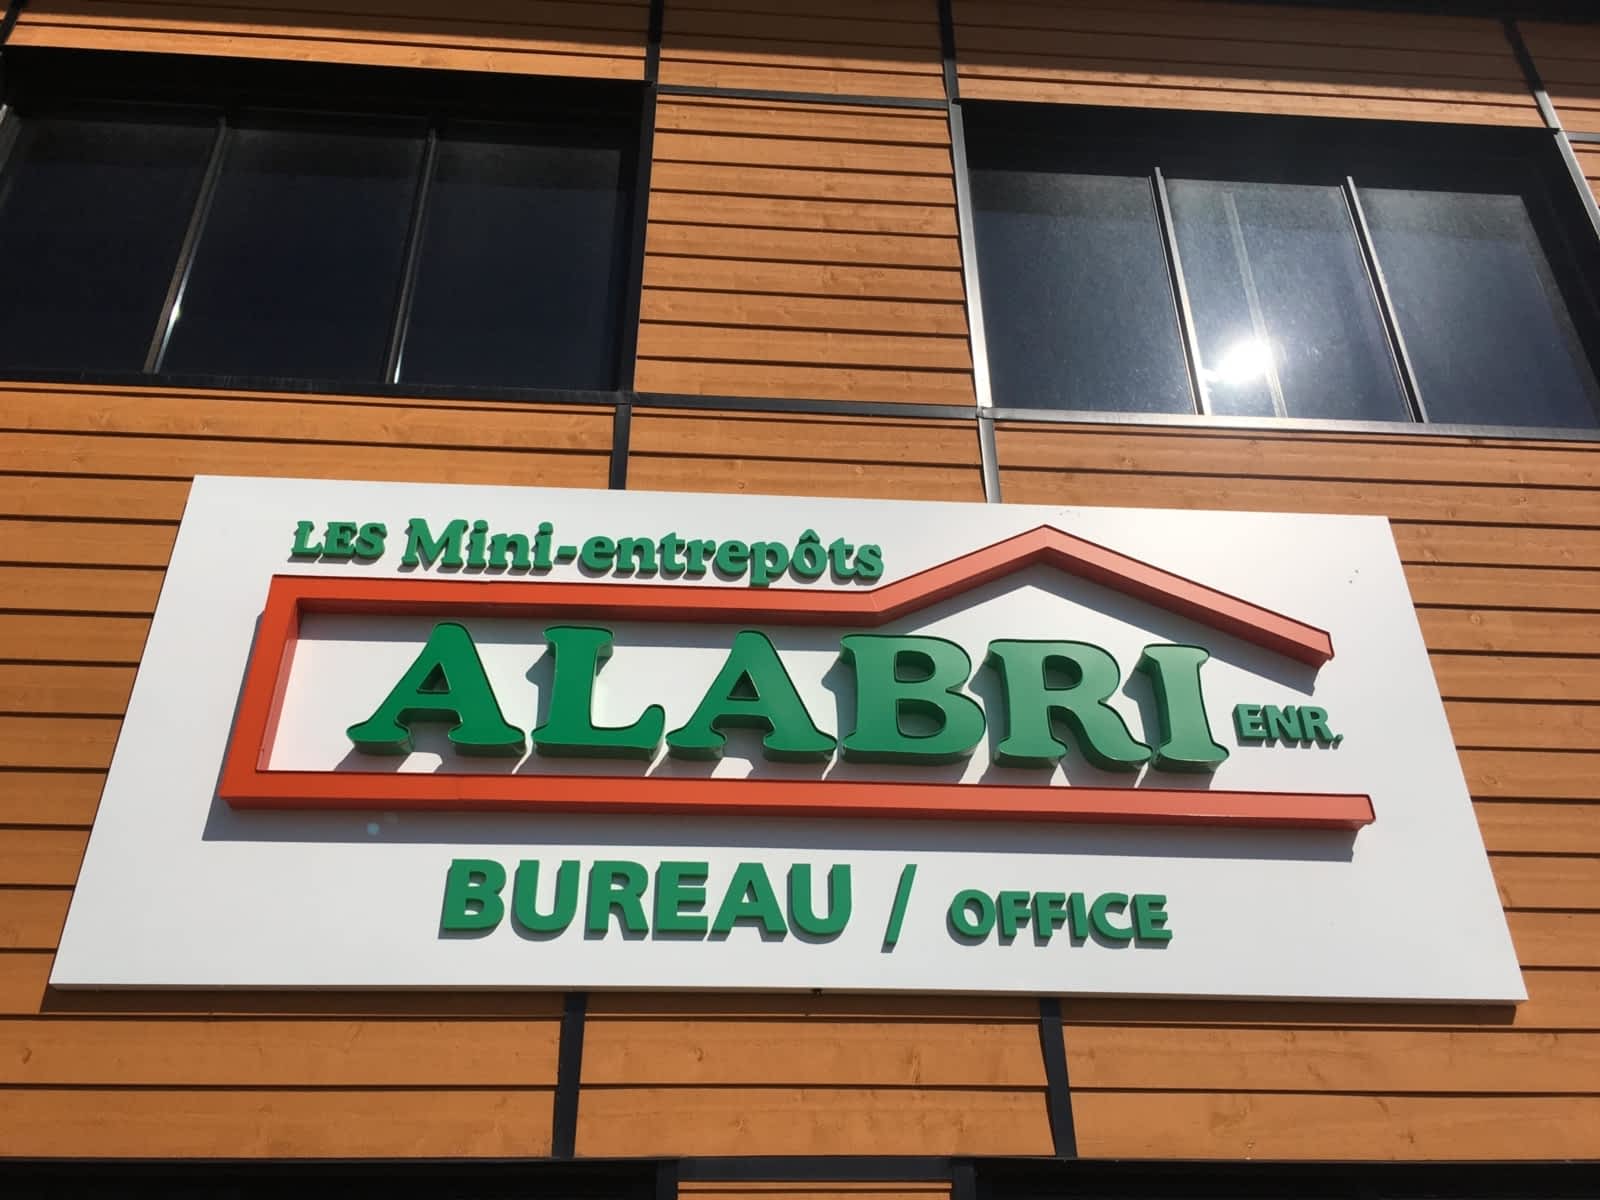 LES Mini-entrepôts
ALABRI ENR.
BUREAU / OFFICE